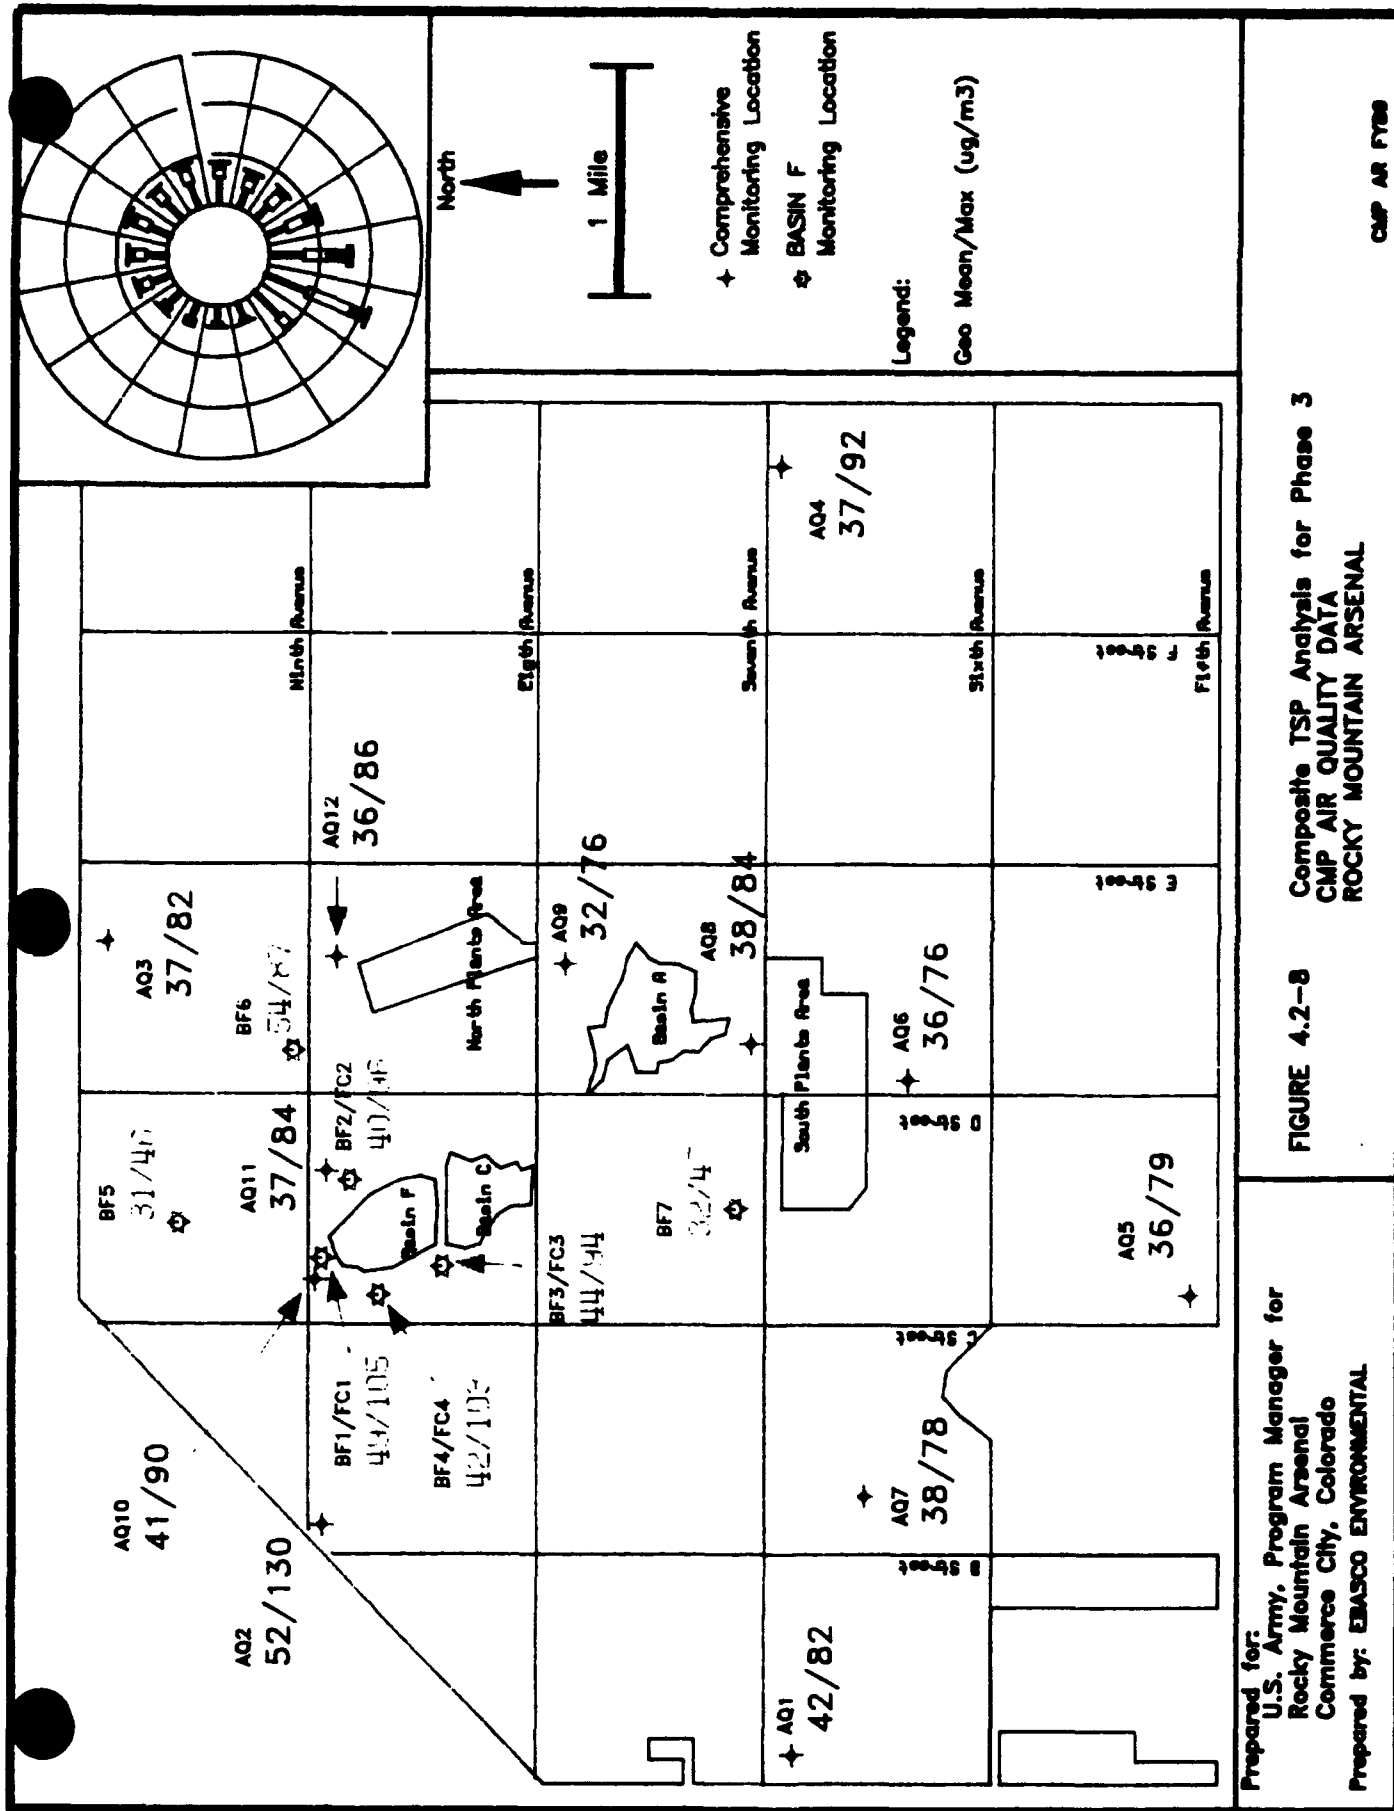 North
1 Mile
Comprehensive
Monitoring Location
BASIN F
Monitoring Location
Legend:
Geo Mean/Max (ug/m3)
AQ10
41/90
AQ2
52/130
BF5
AQ3
37/82
BF6
AQ11
37/84
BF2/FC2
AQ12
36/86
Ninth Avenue
BF1/FC1
49/105
BF4/FC4
Basin F
Basin C
North Plants Area
BF3/FC3
44/94
Eigth Avenue
AQ9
32/76
Basin A
BF7
AQ8
38/84
Seventh Avenue
AQ4
37/92
South Plants Area
AQ1
42/82
AQ7
38/78
AQ6
36/76
Sixth Avenue
B Street
C Street
D Street
E Street
F Street
AQ5
36/79
Fifth Avenue
Prepared for:
U.S. Army, Program Manager for
Rocky Mountain Arsenal
Commerce City, Colorado
Prepared by: EBASCO ENVIRONMENTAL
FIGURE 4.2-8 Composite TSP Analysis for Phase 3
CMP AIR QUALITY DATA
ROCKY MOUNTAIN ARSENAL
CMP AR FY89